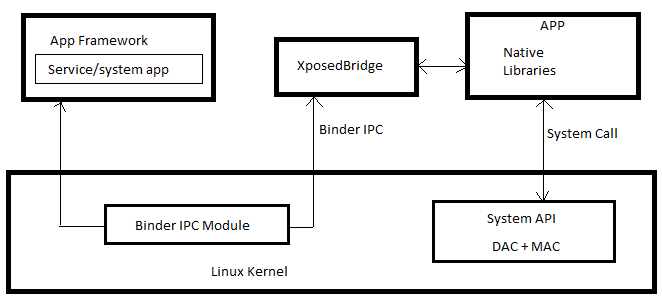 App Framework
Service/system app
XposedBridge
APP
Native
Libraries
Binder IPC
System Call
Binder IPC Module
System API
DAC + MAC
Linux Kernel